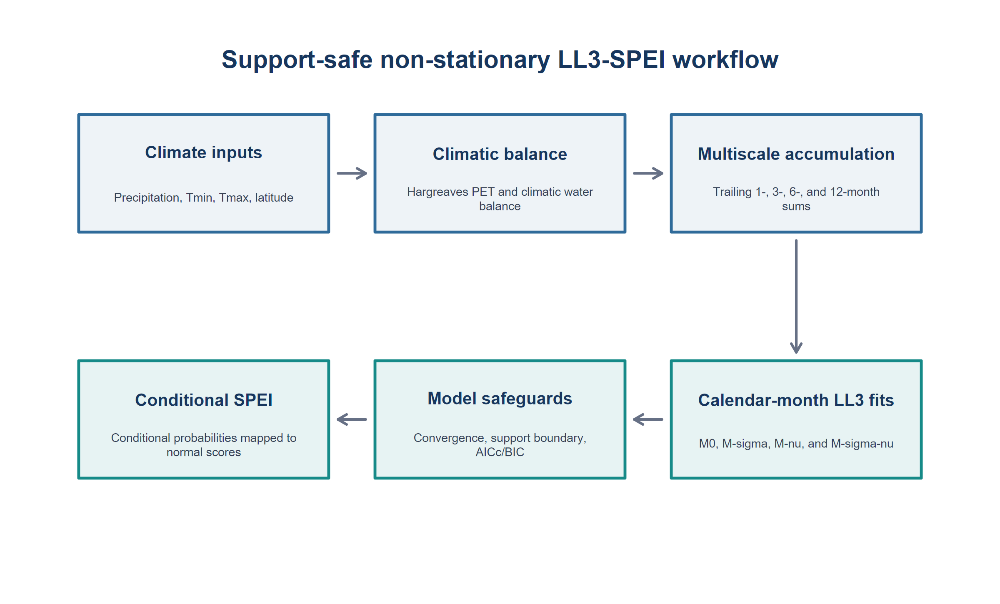 Support-safe non-stationary LL3-SPEI workflow
Climate inputs
Precipitation, Tmin, Tmax, latitude
Climatic balance
Hargreaves PET and climatic water
balance
Multiscale accumulation
Trailing 1-, 3-, 6-, and 12-month
sums
Calendar-month LL3 fits
M0, M-sigma, M-nu, and M-sigma-nu
Model safeguards
Convergence, support boundary,
AICc/BIC
Conditional SPEI
Conditional probabilities mapped to
normal scores